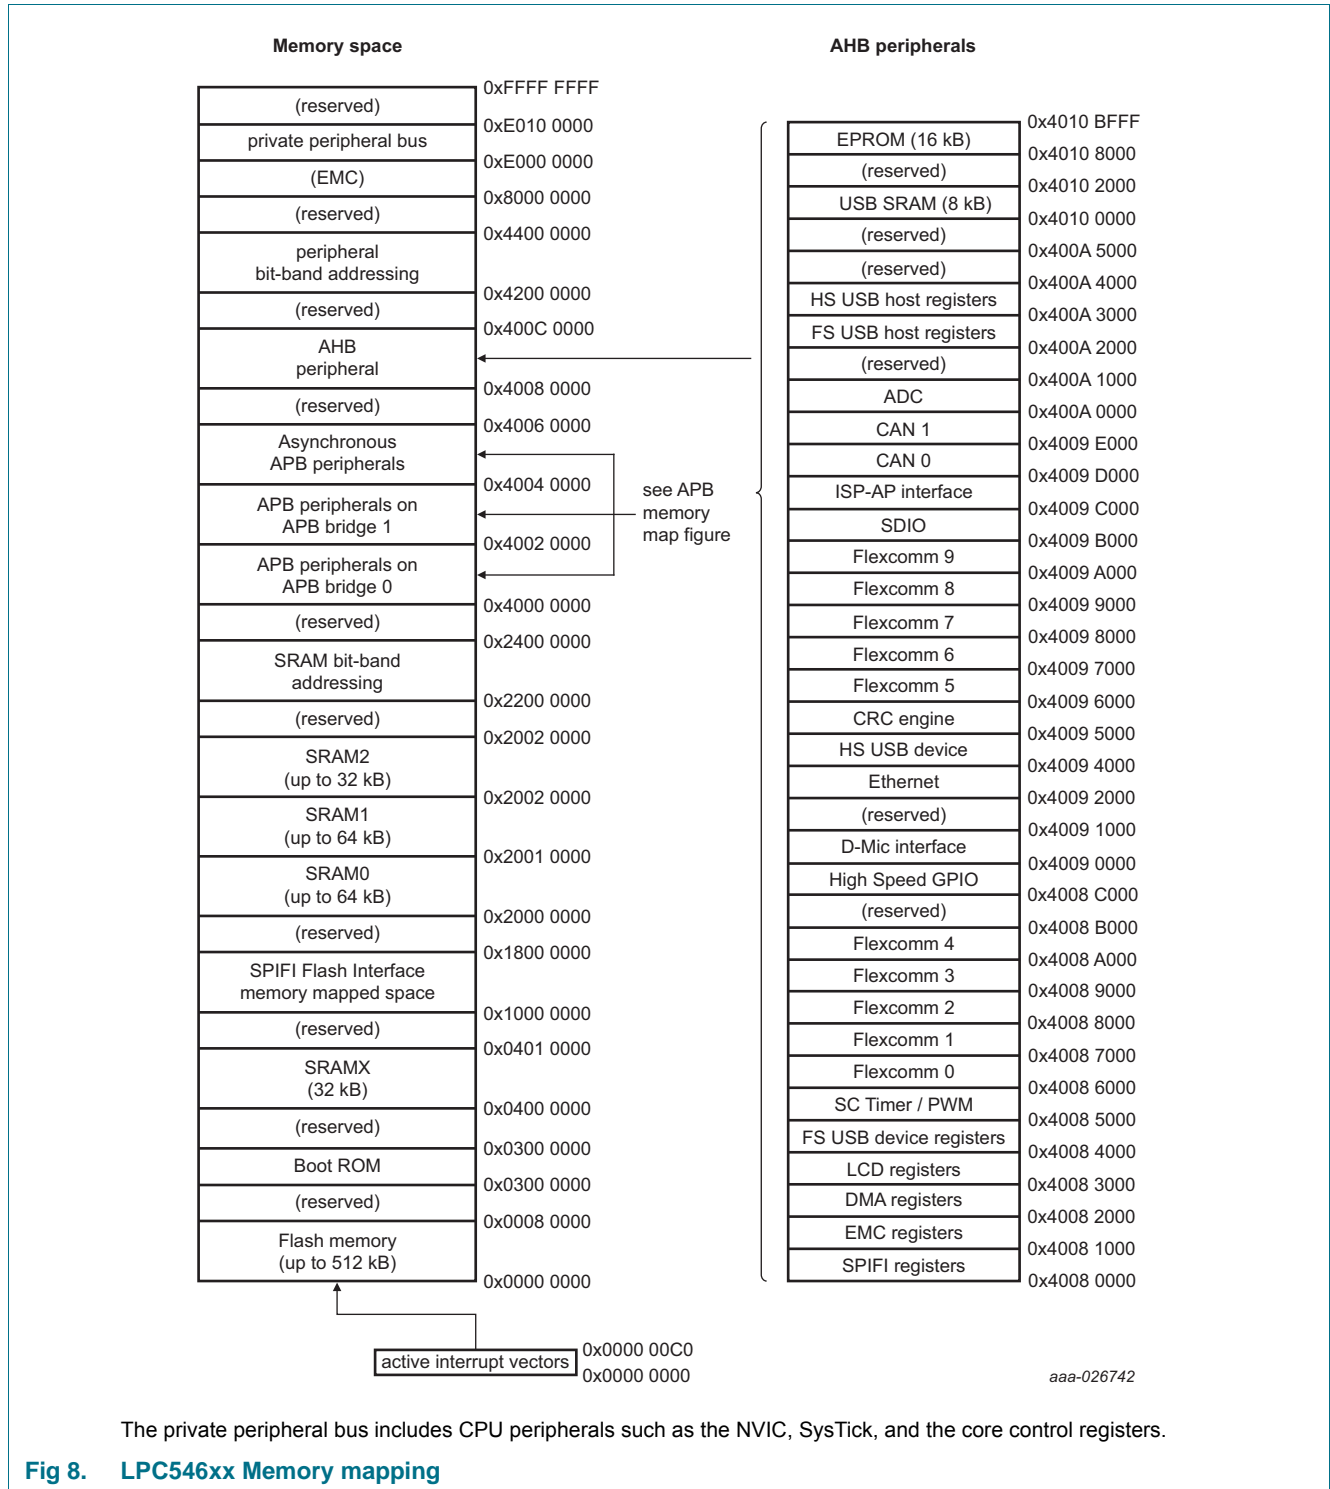 Memory space
0xFFFF FFFF
(reserved)
0xE010 0000
private peripheral bus
0xE000 0000
(EMC)
0x8000 0000
(reserved)
0x4400 0000
peripheral
bit-band addressing
0x4200 0000
(reserved)
0x400C 0000
AHB
peripheral
0x4008 0000
(reserved)
0x4006 0000
Asynchronous
APB peripherals
0x4004 0000
APB peripherals on
APB bridge 1
0x4002 0000
APB peripherals on
APB bridge 0
0x4000 0000
(reserved)
0x2400 0000
SRAM bit-band
addressing
0x2200 0000
(reserved)
0x2002 0000
SRAM2
(up to 32 kB)
0x2002 0000
SRAM1
(up to 64 kB)
0x2001 0000
SRAM0
(up to 64 kB)
0x2000 0000
(reserved)
0x1800 0000
SPIFI Flash Interface
memory mapped space
0x1000 0000
(reserved)
0x0401 0000
SRAMX
(32 kB)
0x0400 0000
(reserved)
0x0300 0000
Boot ROM
0x0300 0000
(reserved)
0x0008 0000
Flash memory
(up to 512 kB)
0x0000 0000
active interrupt vectors
0x0000 00C0
0x0000 0000
see APB
memory
map figure
AHB peripherals
0x4010 BFFF
EPROM (16 kB)
0x4010 8000
(reserved)
0x4010 2000
USB SRAM (8 kB)
0x4010 0000
(reserved)
0x400A 5000
(reserved)
0x400A 4000
HS USB host registers
0x400A 3000
FS USB host registers
0x400A 2000
(reserved)
0x400A 1000
ADC
0x400A 0000
CAN 1
0x4009 E000
CAN 0
0x4009 D000
ISP-AP interface
0x4009 C000
SDIO
0x4009 B000
Flexcomm 9
0x4009 A000
Flexcomm 8
0x4009 9000
Flexcomm 7
0x4009 8000
Flexcomm 6
0x4009 7000
Flexcomm 5
0x4009 6000
CRC engine
0x4009 5000
HS USB device
0x4009 4000
Ethernet
0x4009 2000
(reserved)
0x4009 1000
D-Mic interface
0x4009 0000
High Speed GPIO
0x4008 C000
(reserved)
0x4008 B000
Flexcomm 4
0x4008 A000
Flexcomm 3
0x4008 9000
Flexcomm 2
0x4008 8000
Flexcomm 1
0x4008 7000
Flexcomm 0
0x4008 6000
SC Timer / PWM
0x4008 5000
FS USB device registers
0x4008 4000
LCD registers
0x4008 3000
DMA registers
0x4008 2000
EMC registers
0x4008 1000
SPIFI registers
0x4008 0000
aaa-026742
The private peripheral bus includes CPU peripherals such as the NVIC, SysTick, and the core control registers.
Fig 8. LPC546xx Memory mapping